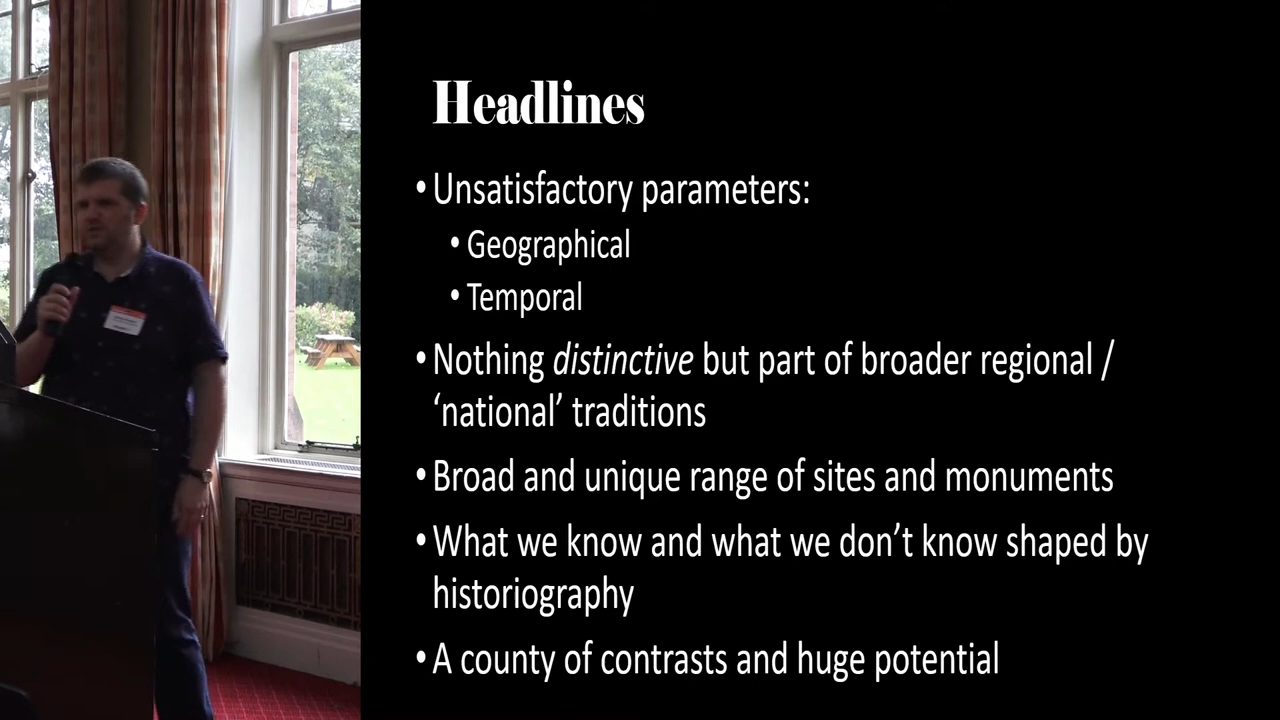 Headlines
• Unsatisfactory parameters:
• Geographical
• Temporal
• Nothing distinctive but part of broader regional /
‘national’ traditions
• Broad and unique range of sites and monuments
• What we know and what we don’t know shaped by
historiography
• A county of contrasts and huge potential